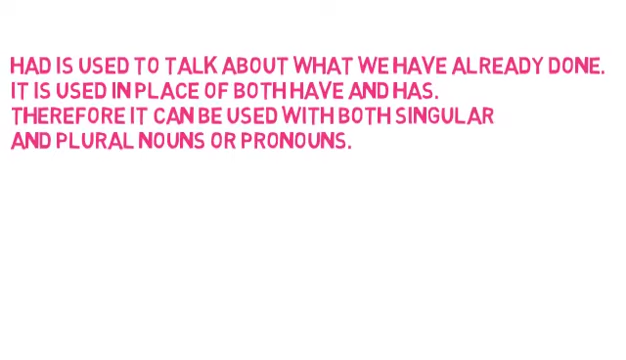 HAD IS USED TO TALK ABOUT WHAT WE HAVE ALREADY DONE.
IT IS USED IN PLACE OF BOTH HAVE AND HAS.
THEREFORE IT CAN BE USED WITH BOTH SINGULAR
AND PLURAL NOUNS OR PRONOUNS.